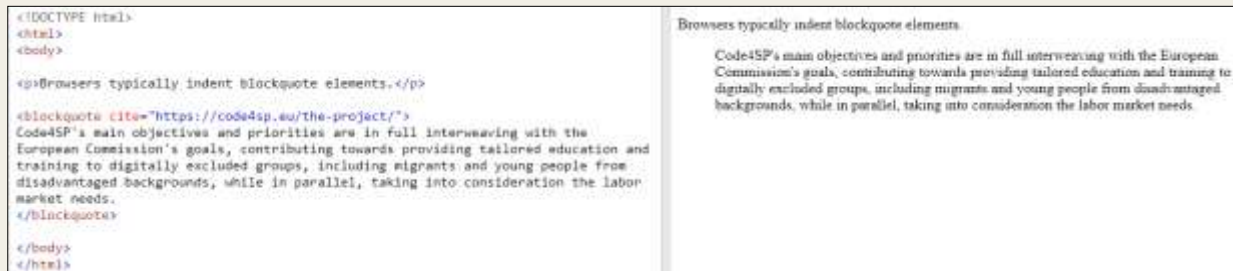 <!DOCTYPE html>
<html>
<body>
<p>Browsers typically indent blockquote elements.</p>
<blockquote cite="https://code4sp.eu/the-project/">
Code4SP's main objectives and priorities are in full interweaving with the
European Commission's goals, contributing towards providing tailored education and
training to digitally excluded groups, including migrants and young people from
disadvantaged backgrounds, while in parallel, taking into consideration the labor
market needs.
</blockquote>
</body>
</html>
Browsers typically indent blockquote elements.
Code4SP's main objectives and priorities are in full interweaving with the European
Commission's goals, contributing towards providing tailored education and training to
digitally excluded groups, including migrants and young people from disadvantaged
backgrounds, while in parallel, taking into consideration the labor market needs.